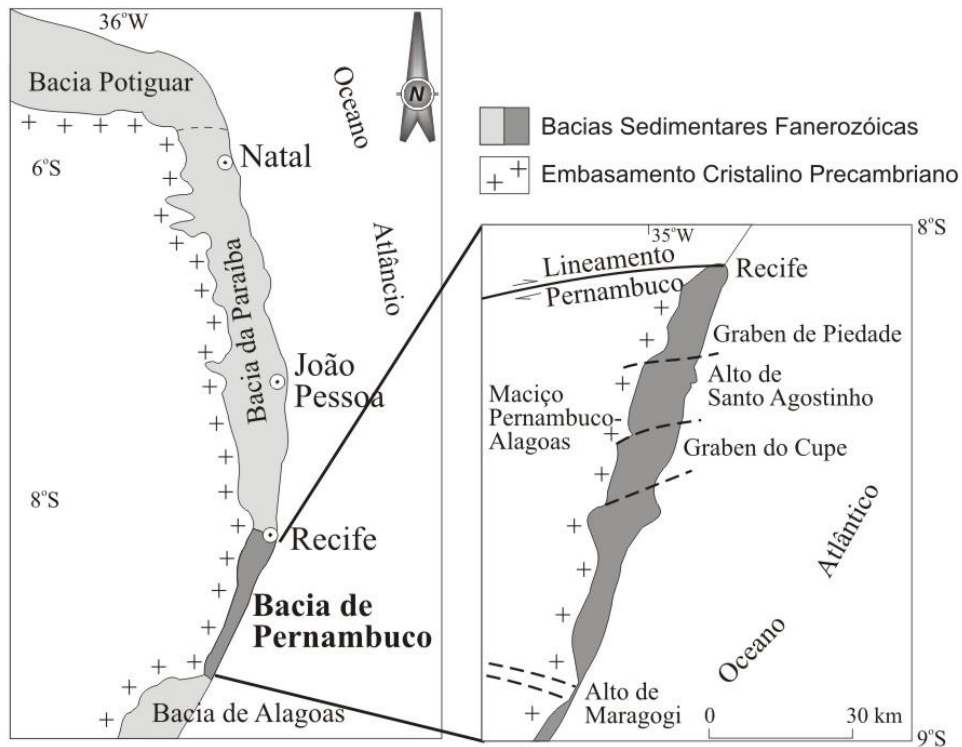 36°W
Bacia Potiguar
Oceano
N
6°S
Natal
Atlâncio
Bacia da Paraíba
João
Pessoa
8°S
Recife
Bacia de
Pernambuco
Bacia de Alagoas
Bacias Sedimentares Fanerozóicas
Embasamento Cristalino Precambriano
8°S
35°W
Lineamento
Pernambuco
Recife
Graben de Piedade
Alto de
Santo Agostinho
Maciço
Pernambuco-
Alagoas
Graben do Cupe
Atlântico
Oceano
Alto de
Maragogi
0 30 km
9°S